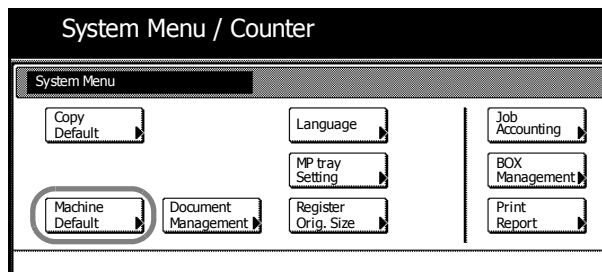 System Menu / Counter
System Menu
Copy
Default
Language
Job
Accounting
MP tray
Setting
BOX
Management
Machine
Default
Document
Management
Register
Orig. Size
Print
Report